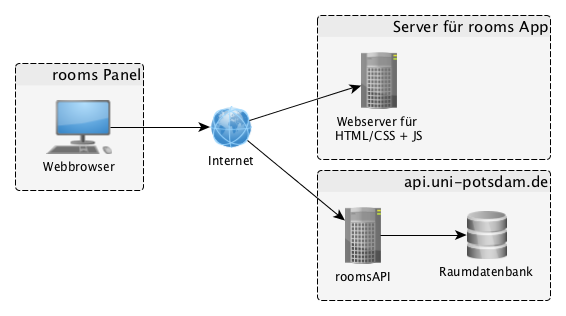 Server für rooms App
rooms Panel
Webserver für
HTML/CSS + JS
Webbrowser
Internet
api.uni-potsdam.de
roomsAPI
Raumdatenbank